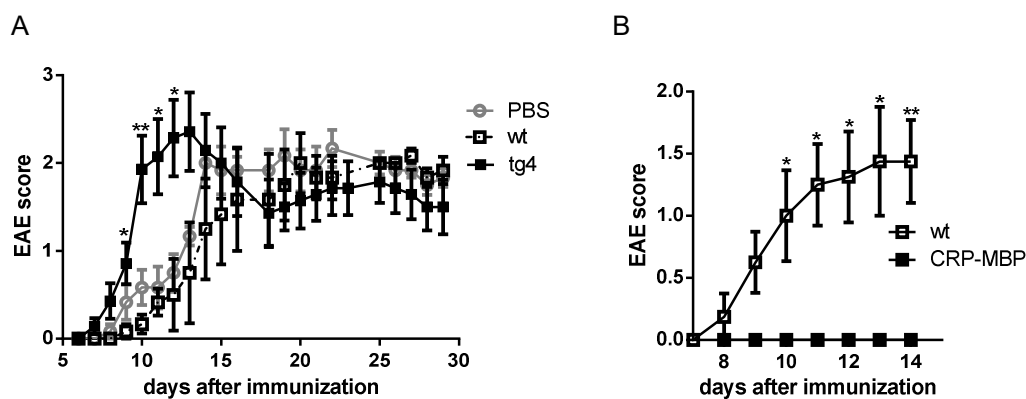 A
EAE score
3
2
1
0
* ** * *
5 10 15 20 25 30
days after immunization
PBS
wt
tg4
B
EAE score
2.0
1.5
1.0
0.5
0.0
* * * * **
8 10 12 14
days after immunization
wt
CRP-MBP